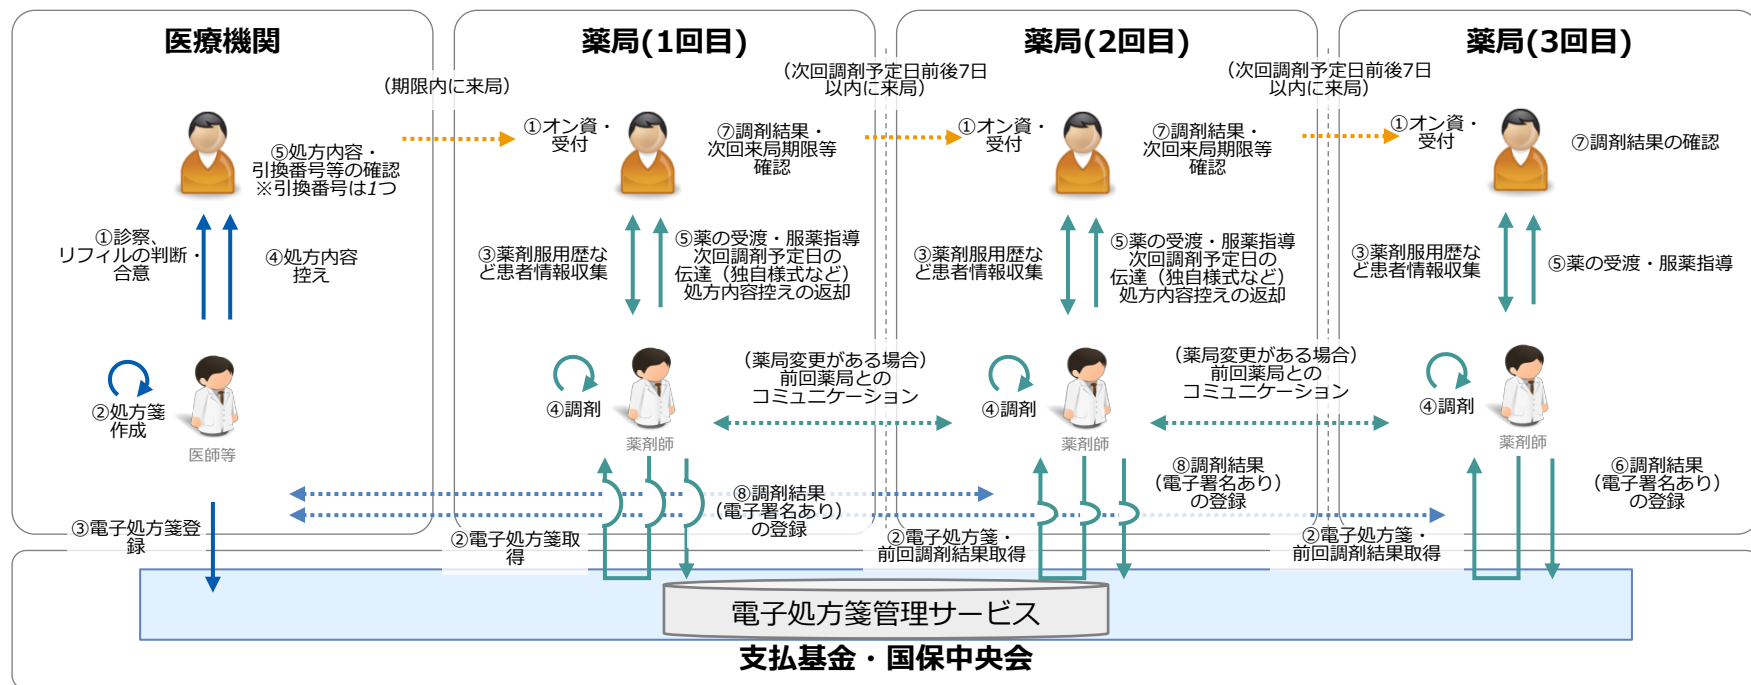 医療機関
⑤処方内容・
引換番号等の確認
※引換番号は1つ
①診察、
リフィルの判断・
合意
④処方内容
控え
②処方箋
作成
医師等
③電子処方箋登
録
（期限内に来局）
薬局(1回目)
①オン資・
受付
⑦調剤結果・
次回来局期限等
確認
③薬剤服用歴な
ど患者情報収集
⑤薬の受渡・服薬指導
次回調剤予定日の
伝達（独自様式など）
処方内容控えの返却
④調剤
薬剤師
（薬局変更がある場合）
前回薬局との
コミュニケーション
②電子処方箋取
得
⑧調剤結果
（電子署名あり）
の登録
（次回調剤予定日前後7日
以内に来局）
薬局(2回目)
①オン資・
受付
⑦調剤結果・
次回来局期限等
確認
③薬剤服用歴な
ど患者情報収集
⑤薬の受渡・服薬指導
次回調剤予定日の
伝達（独自様式など）
処方内容控えの返却
④調剤
薬剤師
（薬局変更がある場合）
前回薬局との
コミュニケーション
②電子処方箋・
前回調剤結果取得
⑧調剤結果
（電子署名あり）
の登録
（次回調剤予定日前後7日
以内に来局）
薬局(3回目)
①オン資・
受付
⑦調剤結果の確認
③薬剤服用歴な
ど患者情報収集
⑤薬の受渡・服薬指導
④調剤
薬剤師
②電子処方箋・
前回調剤結果取得
⑥調剤結果
（電子署名あり）
の登録
電子処方箋管理サービス
支払基金・国保中央会